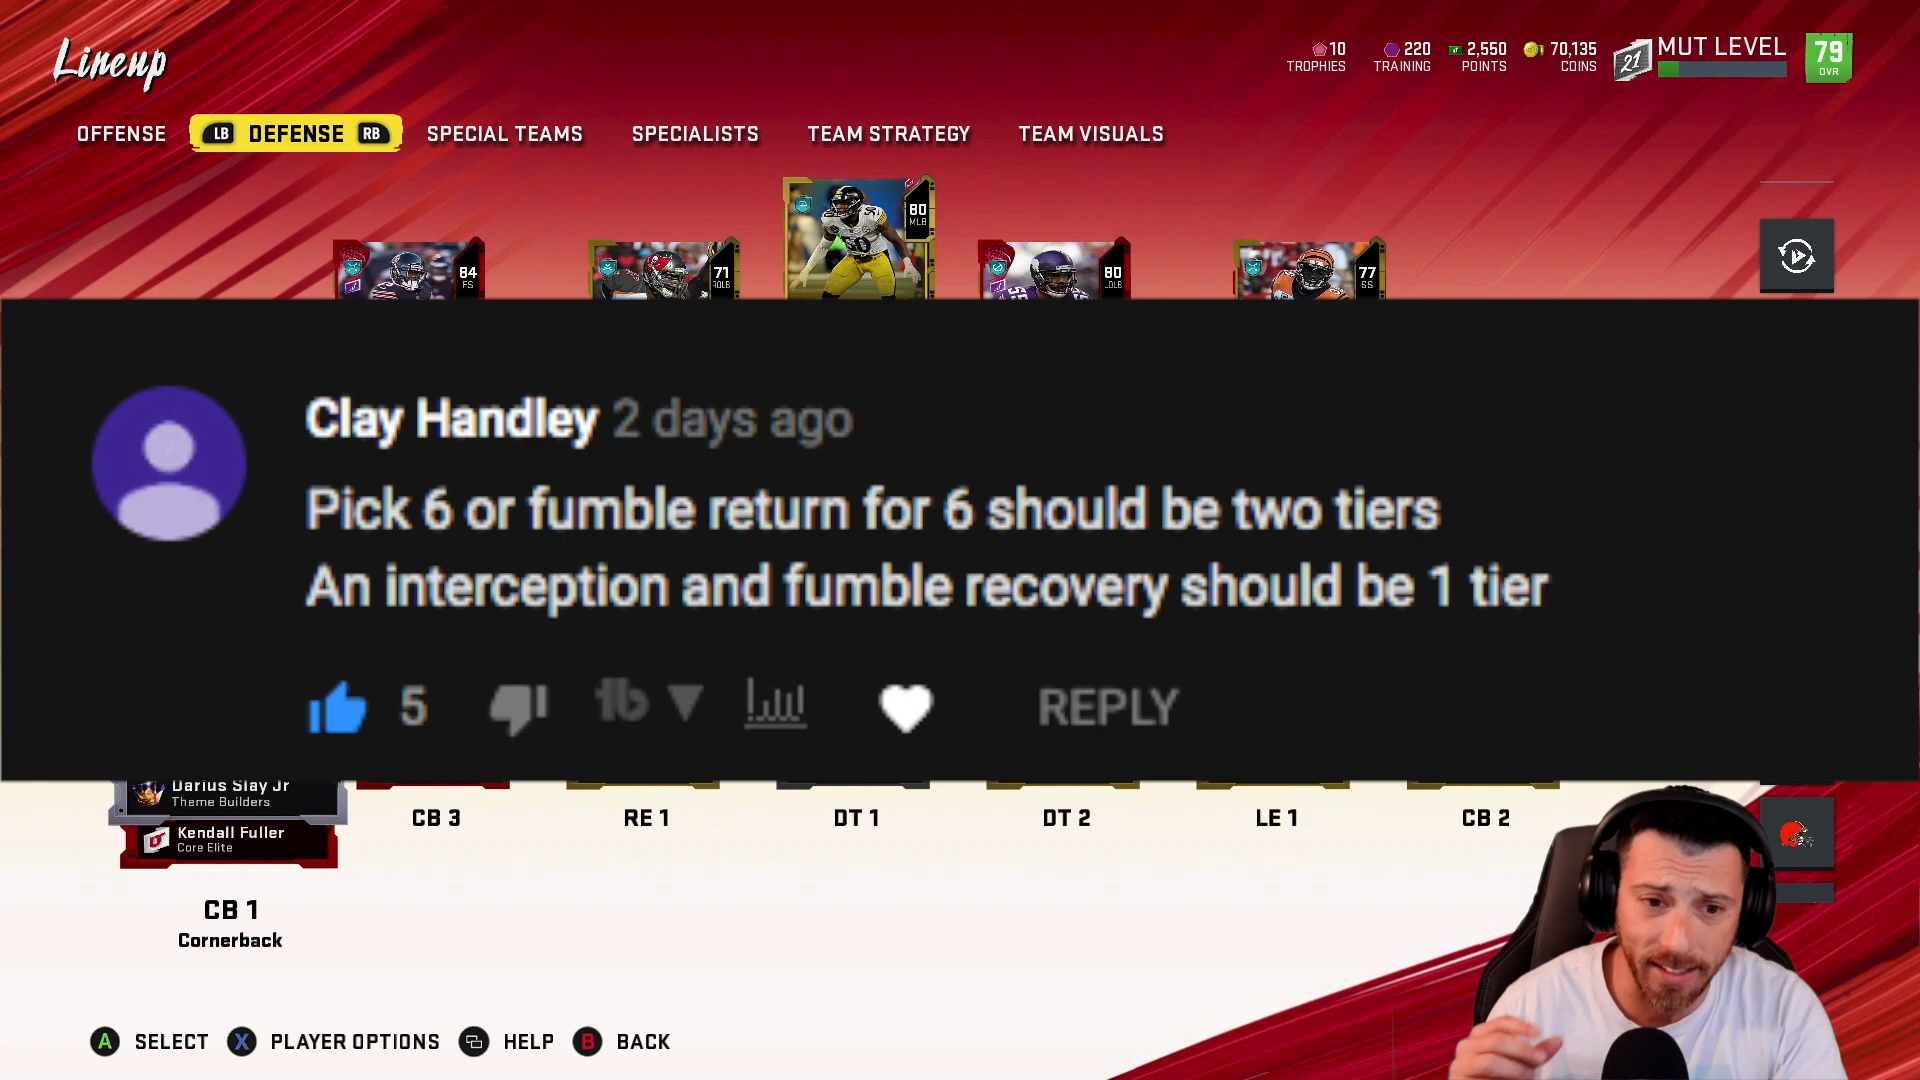 Lineup
10
TROPHIES
220
TRAINING
2,550
POINTS
70,135
COINS
21
MUT LEVEL
79
OVR
OFFENSE
LB DEFENSE RB
SPECIAL TEAMS
SPECIALISTS
TEAM STRATEGY
TEAM VISUALS
80
MLB
84
FS
71
ROLB
80
LOLB
77
SS
Clay Handley 2 days ago
Pick 6 or fumble return for 6 should be two tiers
An interception and fumble recovery should be 1 tier
5
REPLY
Darius Slay Jr
Theme Builders
Kendall Fuller
Core Elite
CB 1
Cornerback
CB 3
RE 1
DT 1
DT 2
LE 1
CB 2
A SELECT
X PLAYER OPTIONS
HELP
B BACK